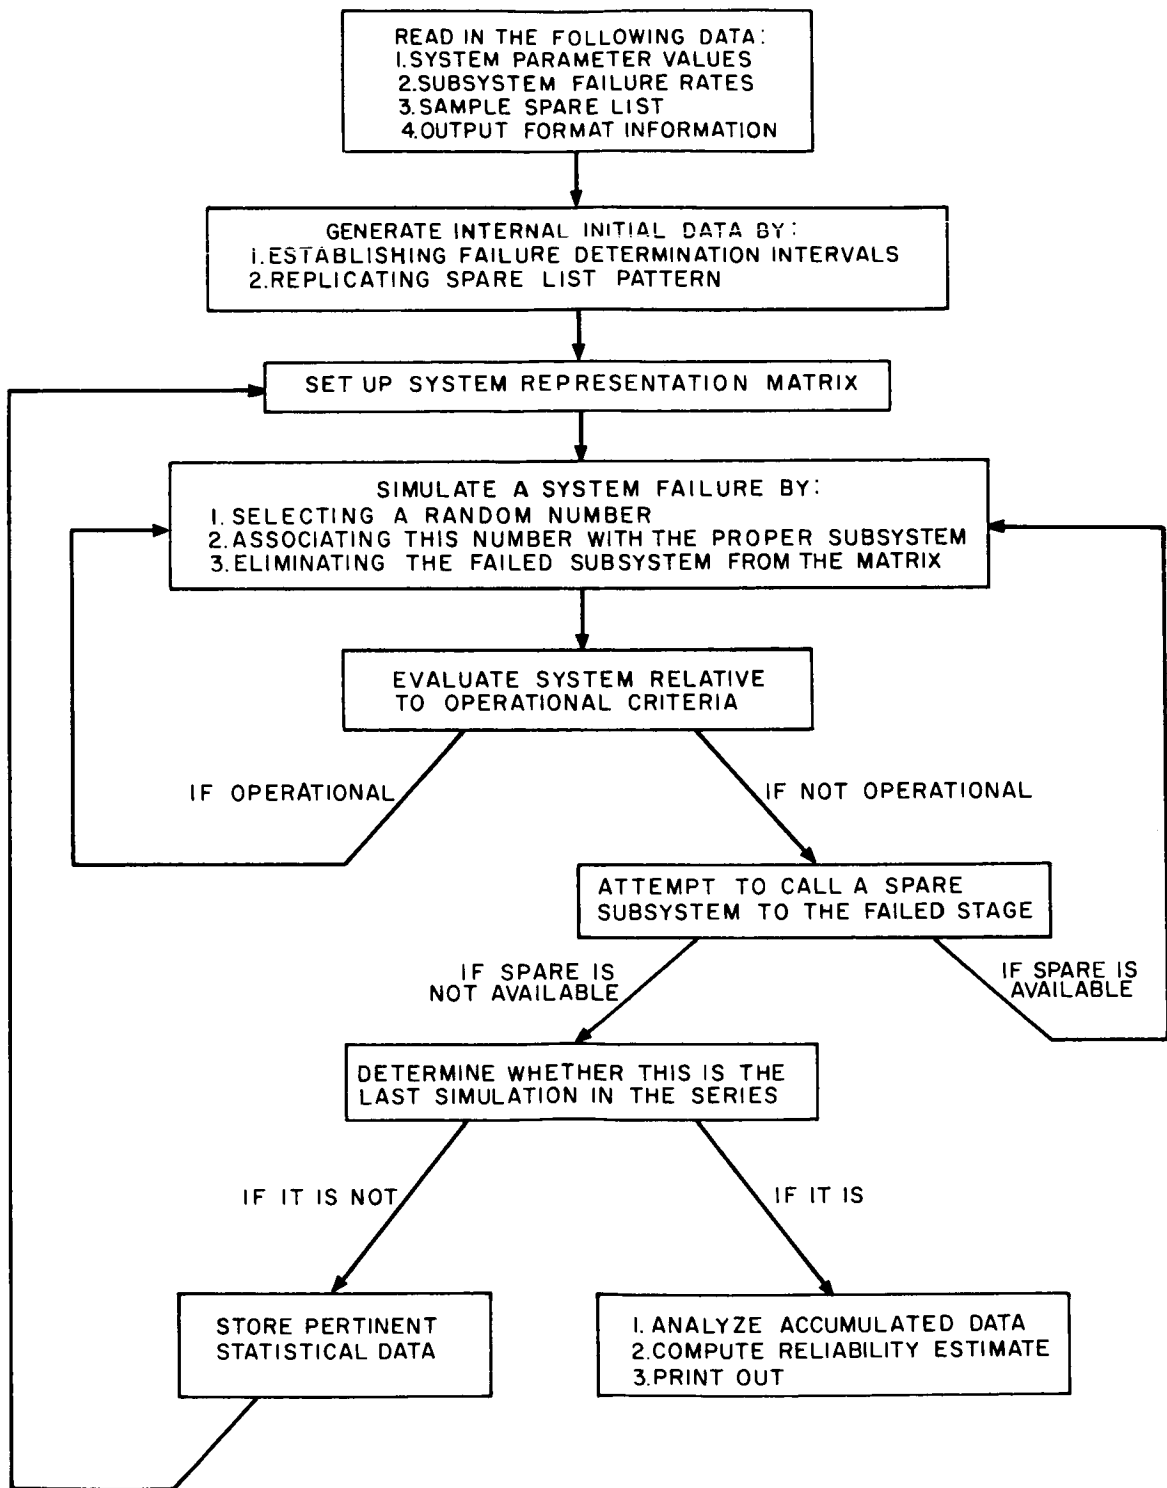 READ IN THE FOLLOWING DATA:
1.SYSTEM PARAMETER VALUES
2.SUBSYSTEM FAILURE RATES
3.SAMPLE SPARE LIST
4.OUTPUT FORMAT INFORMATION
GENERATE INTERNAL INITIAL DATA BY:
1.ESTABLISHING FAILURE DETERMINATION INTERVALS
2.REPLICATING SPARE LIST PATTERN
SET UP SYSTEM REPRESENTATION MATRIX
SIMULATE A SYSTEM FAILURE BY:
1. SELECTING A RANDOM NUMBER
2. ASSOCIATING THIS NUMBER WITH THE PROPER SUBSYSTEM
3. ELIMINATING THE FAILED SUBSYSTEM FROM THE MATRIX
EVALUATE SYSTEM RELATIVE
TO OPERATIONAL CRITERIA
IF OPERATIONAL
IF NOT OPERATIONAL
ATTEMPT TO CALL A SPARE
SUBSYSTEM TO THE FAILED STAGE
IF SPARE IS
NOT AVAILABLE
IF SPARE IS
AVAILABLE
DETERMINE WHETHER THIS IS THE
LAST SIMULATION IN THE SERIES
IF IT IS NOT
IF IT IS
STORE PERTINENT
STATISTICAL DATA
1. ANALYZE ACCUMULATED DATA
2.COMPUTE RELIABILITY ESTIMATE
3.PRINT OUT